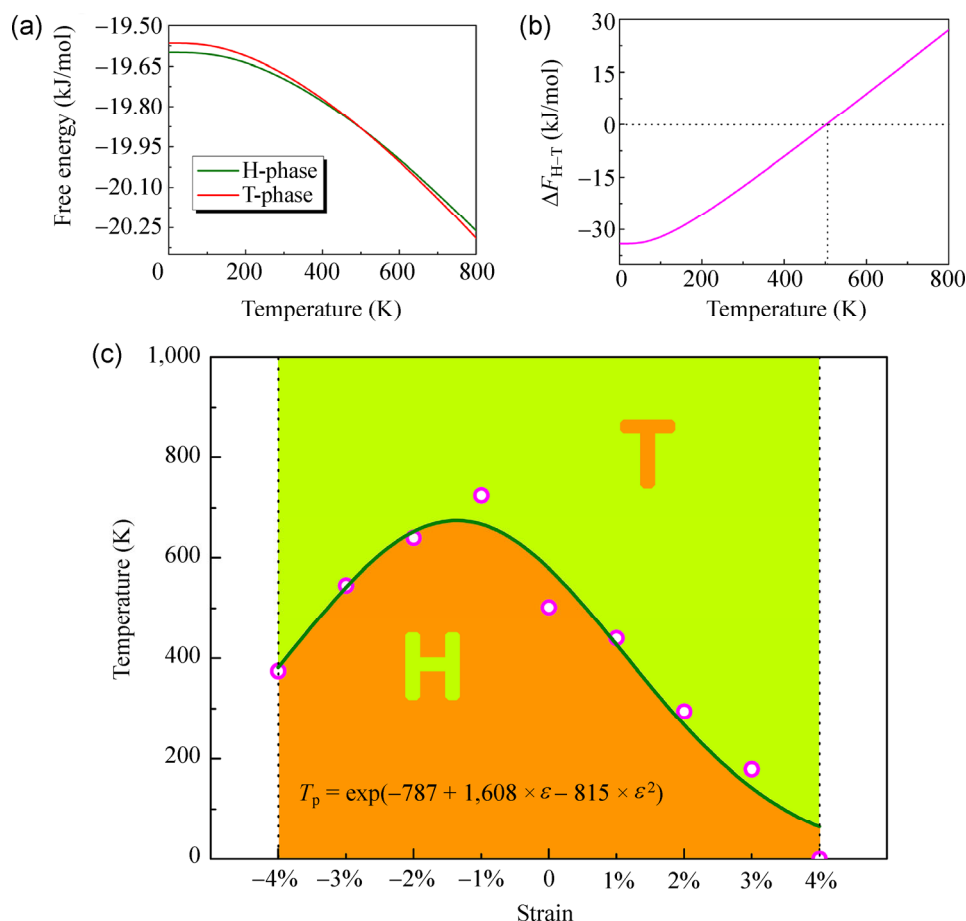 (a)
Free energy (kJ/mol)
−19.50
−19.65
−19.80
−19.95
−20.10
−20.25
H-phase
T-phase
0
200
400
600
800
Temperature (K)
(b)
ΔF_H–T (kJ/mol)
30
15
0
−15
−30
0
200
400
600
800
Temperature (K)
(c)
Temperature (K)
1,000
800
600
400
200
0
T
H
T_p = exp(−787 + 1,608 × ε − 815 × ε²)
−4%
−3%
−2%
−1%
0
1%
2%
3%
4%
Strain